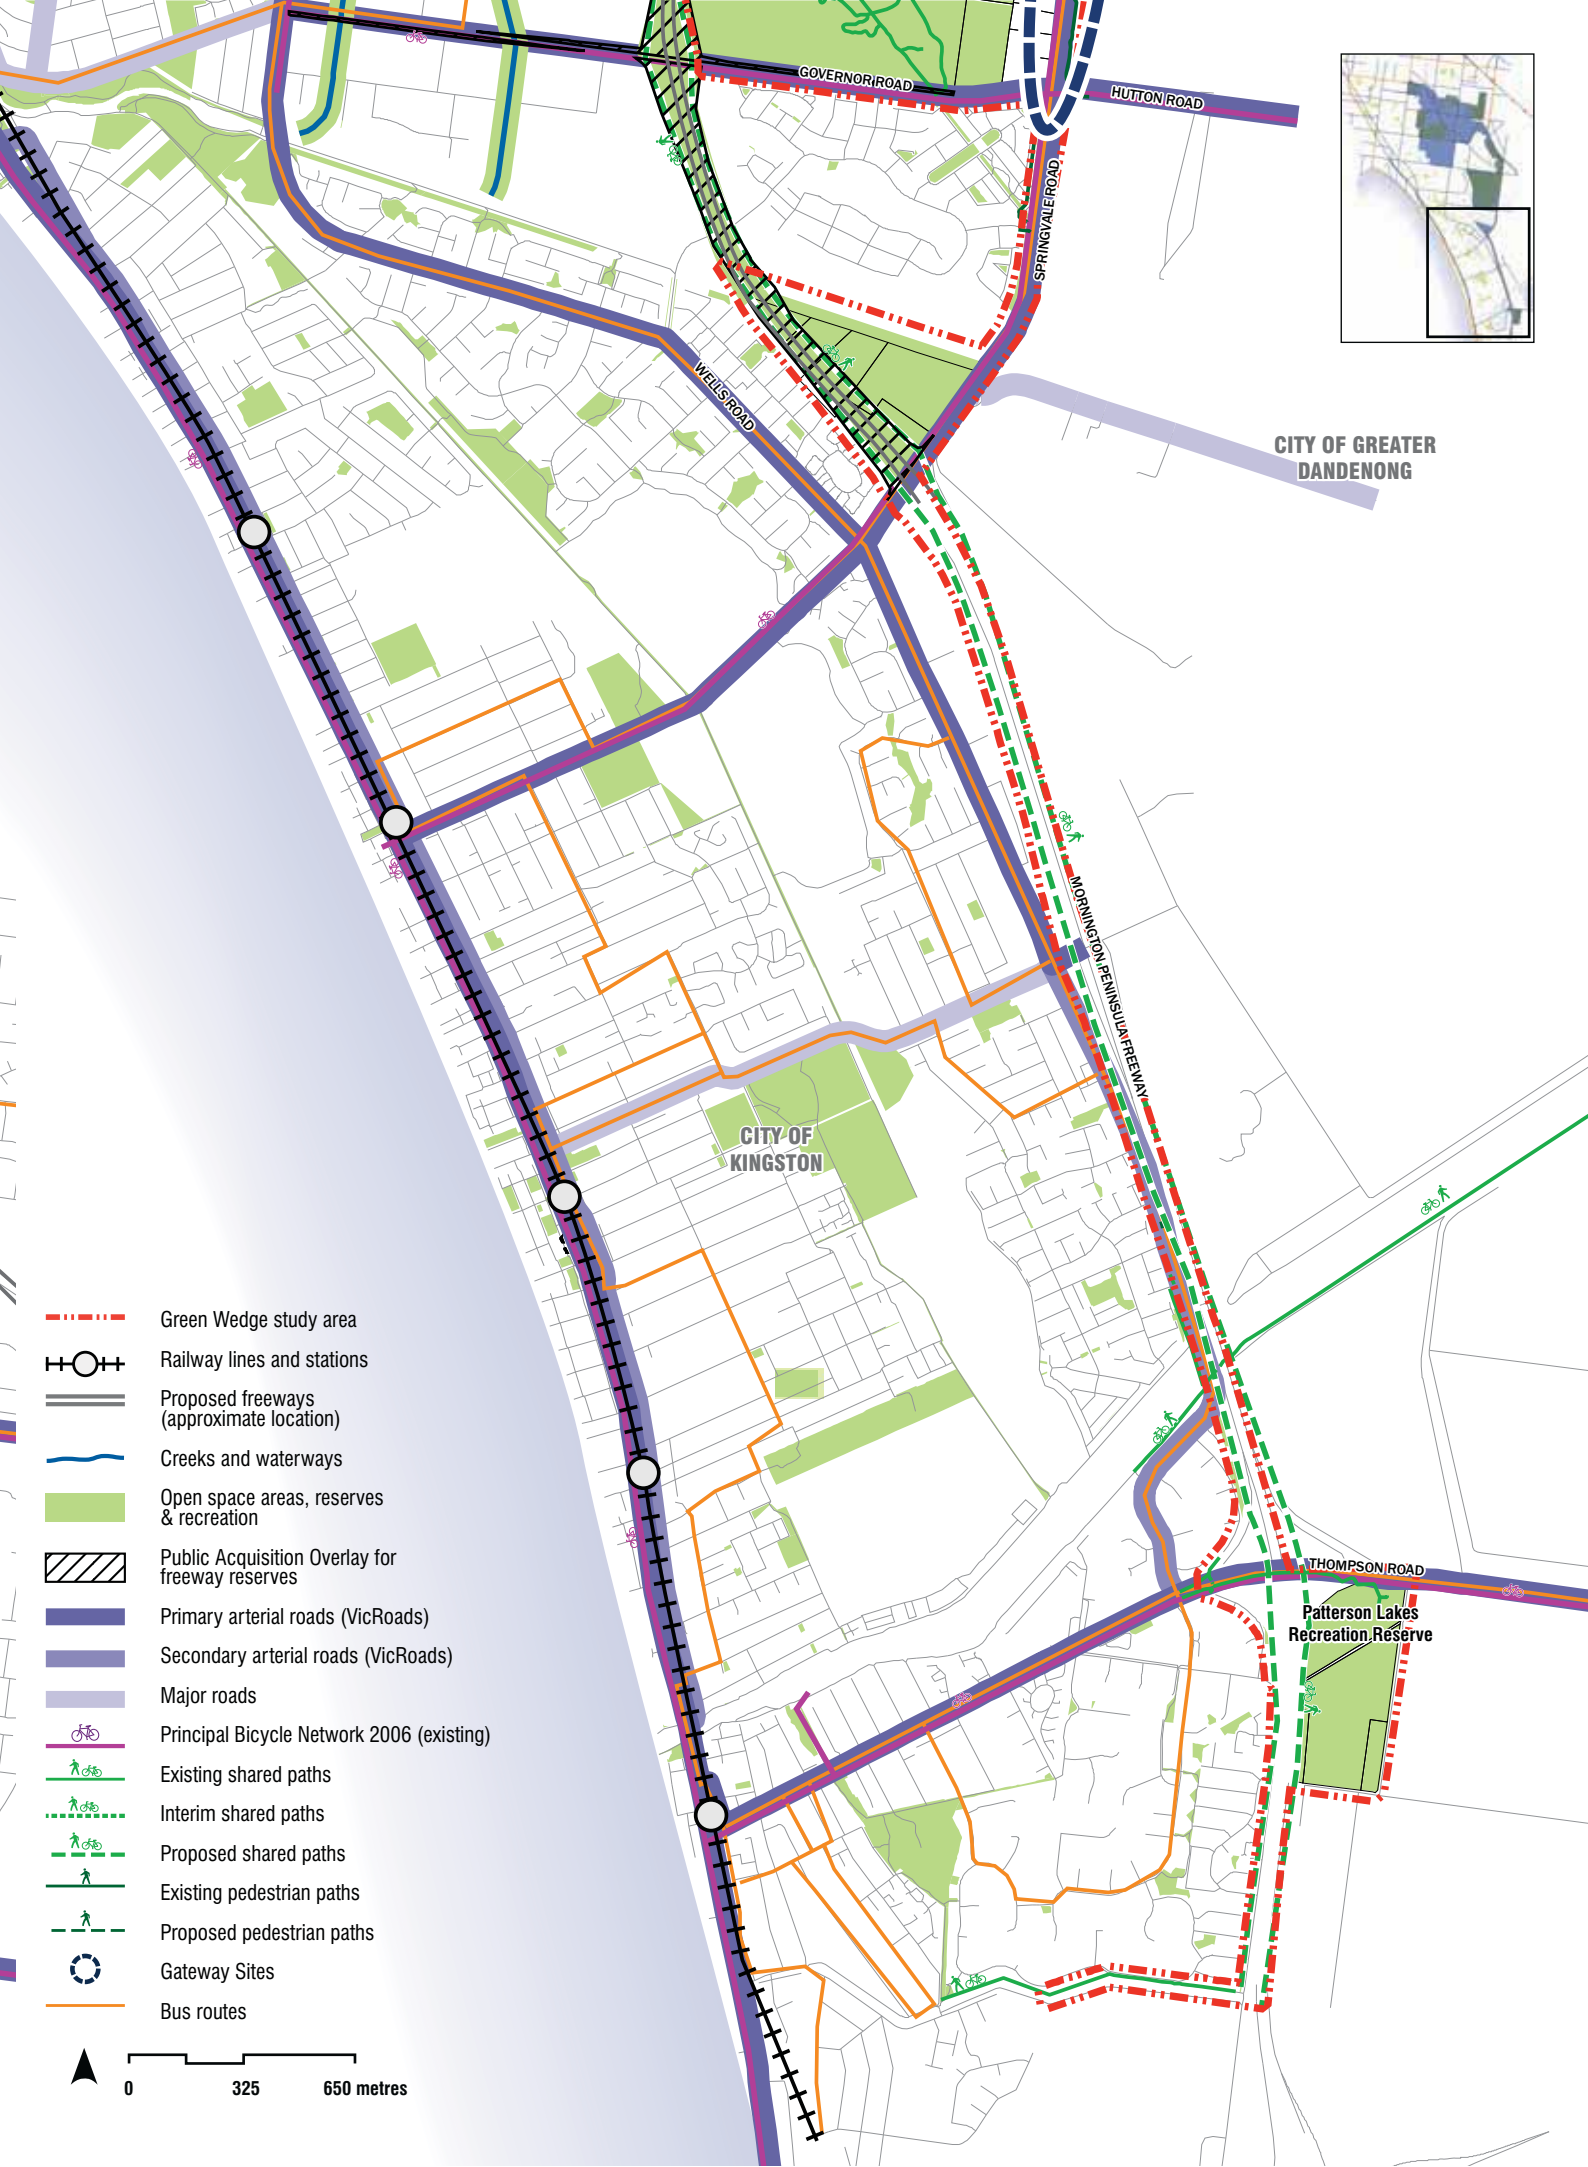 GOVERNOR ROAD
HUTTON ROAD
SPRINGVALE ROAD
WELLS ROAD
CITY OF GREATER
DANDENONG
MORNINGTON PENINSULA FREEWAY
CITY OF
KINGSTON
THOMPSON ROAD
Patterson Lakes
Recreation Reserve
Green Wedge study area
Railway lines and stations
Proposed freeways
(approximate location)
Creeks and waterways
Open space areas, reserves
& recreation
Public Acquisition Overlay for
freeway reserves
Primary arterial roads (VicRoads)
Secondary arterial roads (VicRoads)
Major roads
Principal Bicycle Network 2006 (existing)
Existing shared paths
Interim shared paths
Proposed shared paths
Existing pedestrian paths
Proposed pedestrian paths
Gateway Sites
Bus routes
0 325 650 metres